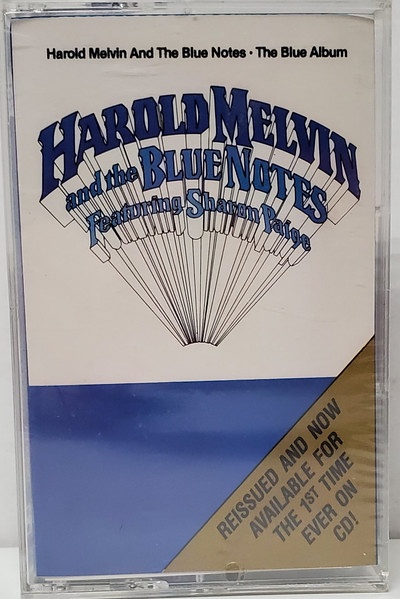 Harold Melvin And The Blue Notes • The Blue Album
HAROLD MELVIN
and the BLUE NOTES
Featuring Sharon Paige
REISSUED AND NOW
AVAILABLE FOR
THE 1ST TIME
EVER ON
CD!